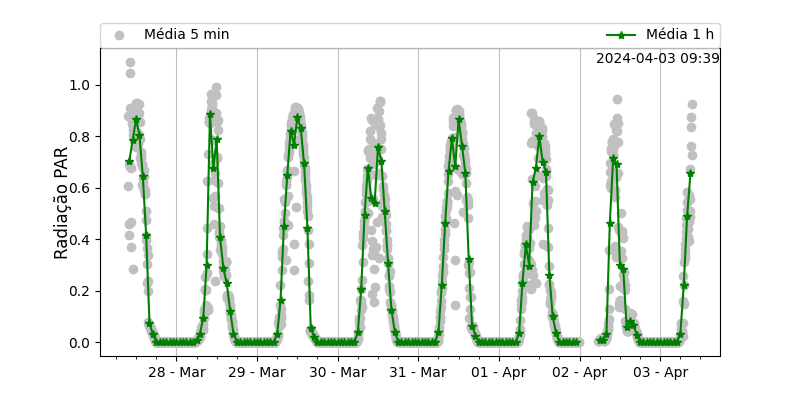 Média 5 min
Média 1 h
2024-04-03 09:39
Radiação PAR
1.0
0.8
0.6
0.4
0.2
0.0
28 - Mar
29 - Mar
30 - Mar
31 - Mar
01 - Apr
02 - Apr
03 - Apr